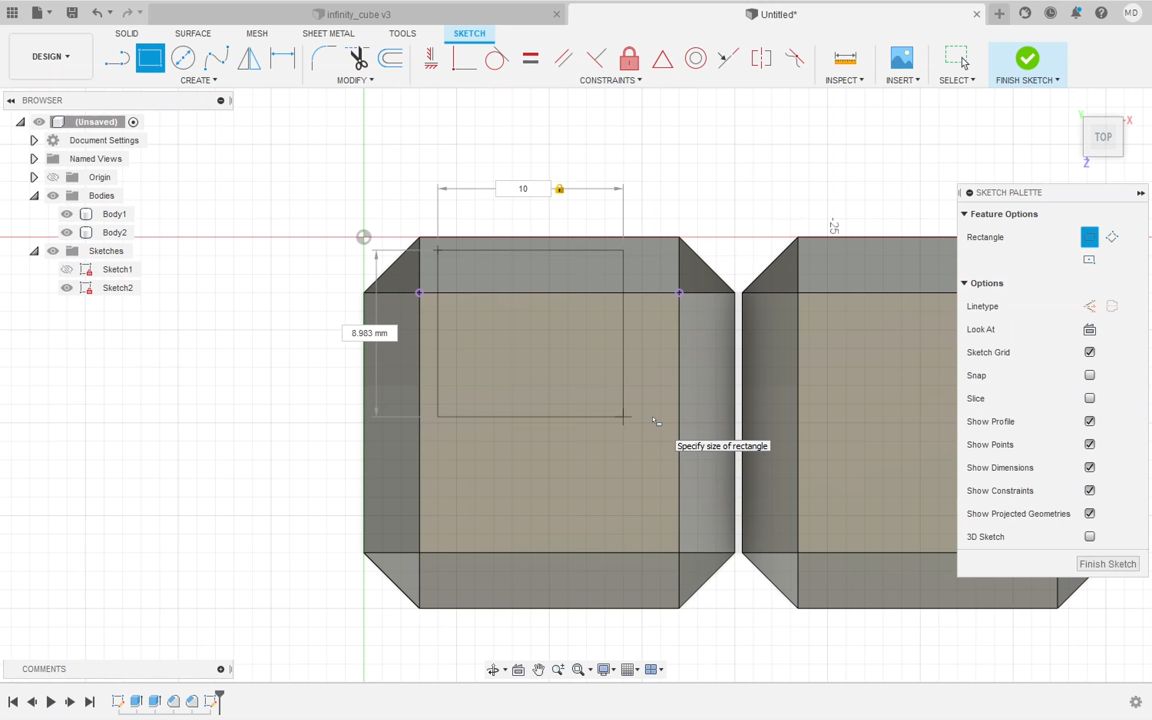 infinity_cube v3
Untitled*
MD
DESIGN
SOLID
SURFACE
MESH
SHEET METAL
TOOLS
SKETCH
CREATE
MODIFY
CONSTRAINTS
INSPECT
INSERT
SELECT
FINISH SKETCH
BROWSER
(Unsaved)
Document Settings
Named Views
Origin
Bodies
Body1
Body2
Sketches
Sketch1
Sketch2
10
8.983 mm
-25
Specify size of rectangle
TOP
X
Y
Z
SKETCH PALETTE
Feature Options
Rectangle
Options
Linetype
Look At
Sketch Grid
Snap
Slice
Show Profile
Show Points
Show Dimensions
Show Constraints
Show Projected Geometries
3D Sketch
Finish Sketch
COMMENTS